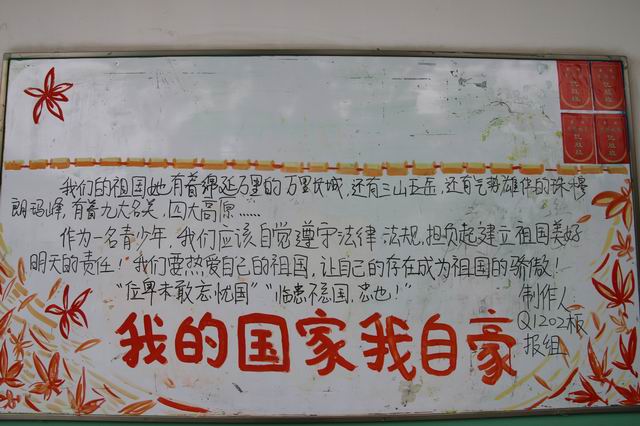 我们的祖国她有着绵延万里的万里长城，还有三山五岳，还有气势雄伟的珠穆
朗玛峰，有着九大名关，四大高原……
作为一名青少年，我们应该自觉遵守法律、法规，担负起建立祖国美好
明天的责任！我们要热爱自己的祖国，让自己的存在成为祖国的骄傲！
“位卑未敢忘忧国”“临患不忘国，忠也！”
制作人
Q1202板
报组
我的国家我自豪